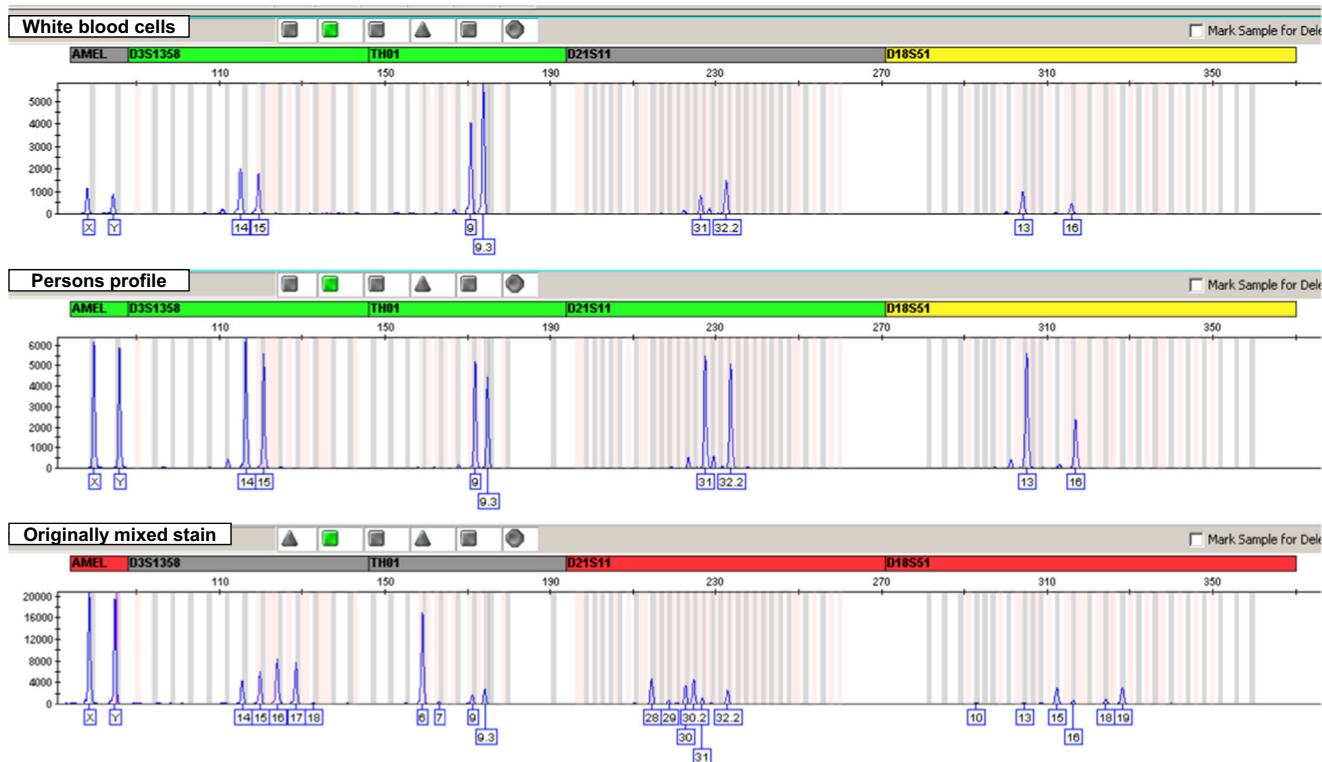 White blood cells
Mark Sample for Dele
AMEL D3S1358 TH01 D21S11 D18S51
110 150 190 230 270 310 350
5000
4000
3000
2000
1000
0
X Y 14 15 9 31 32.2 13 16
9.3
Persons profile
Mark Sample for Dele
AMEL D3S1358 TH01 D21S11 D18S51
110 150 190 230 270 310 350
6000
5000
4000
3000
2000
1000
0
X Y 14 15 9 31 32.2 13 16
9.3
Originally mixed stain
Mark Sample for Dele
AMEL D3S1358 TH01 D21S11 D18S51
110 150 190 230 270 310 350
20000
16000
12000
8000
4000
0
X Y 14 15 16 17 18 6 7 9 28 29 30.2 32.2 10 13 15 18 19
9.3 30 16
31